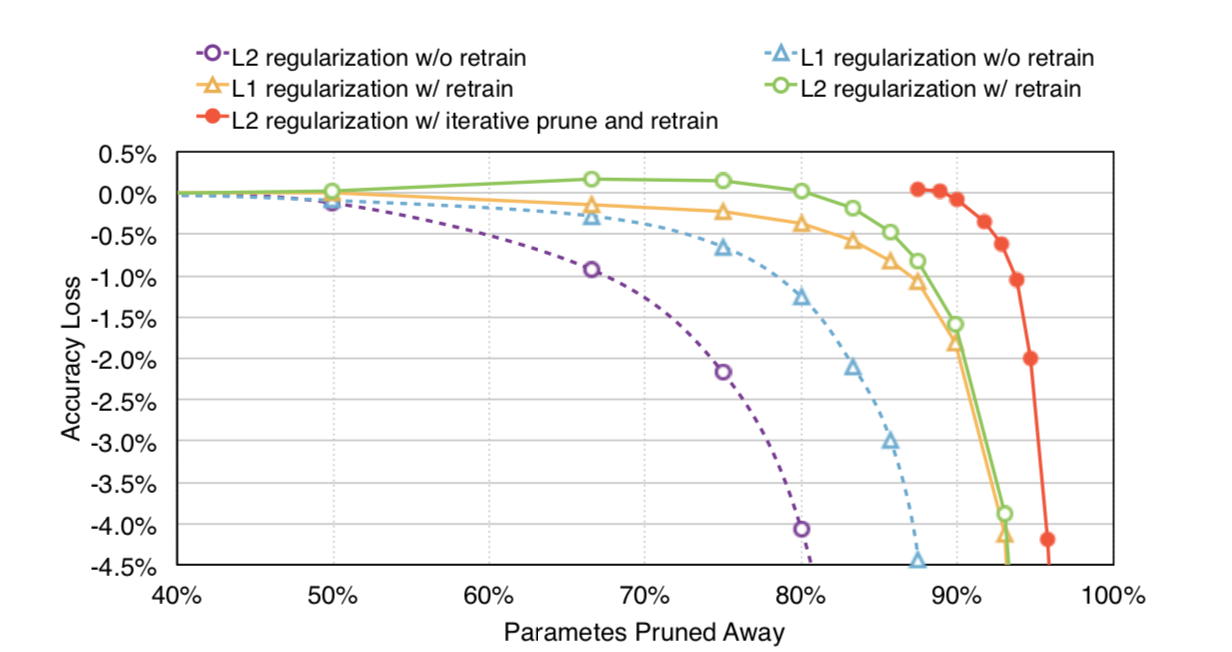 L2 regularization w/o retrain
L1 regularization w/o retrain
L1 regularization w/ retrain
L2 regularization w/ retrain
L2 regularization w/ iterative prune and retrain
0.5%
0.0%
-0.5%
-1.0%
-1.5%
-2.0%
-2.5%
-3.0%
-3.5%
-4.0%
-4.5%
Accuracy Loss
40%
50%
60%
70%
80%
90%
100%
Parametes Pruned Away